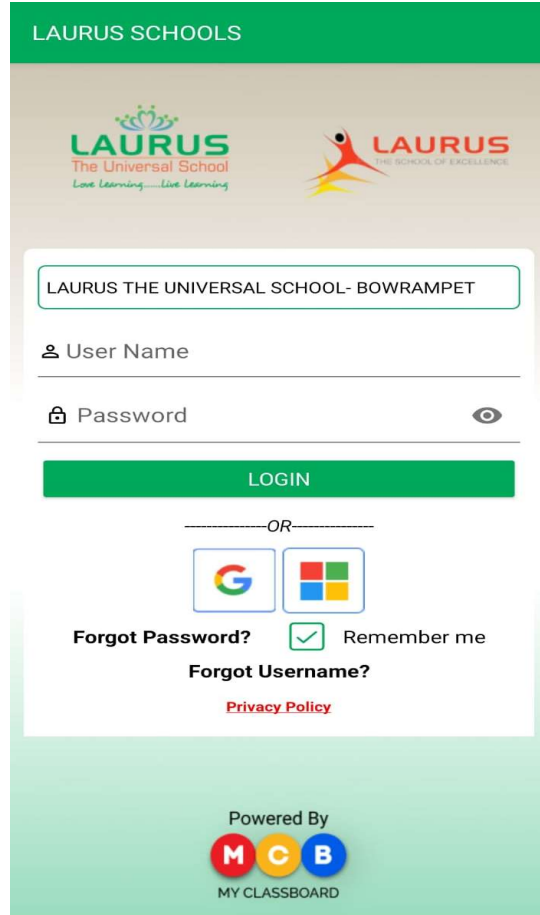 LAURUS SCHOOLS
LAURUS
The Universal School
Love Learning.......Live Learning
LAURUS
THE SCHOOL OF EXCELLENCE
LAURUS THE UNIVERSAL SCHOOL- BOWRAMPET
User Name
Password
LOGIN
---------------OR---------------
G
Forgot Password? Remember me
Forgot Username?
Privacy Policy
Powered By
M C B
MY CLASSBOARD